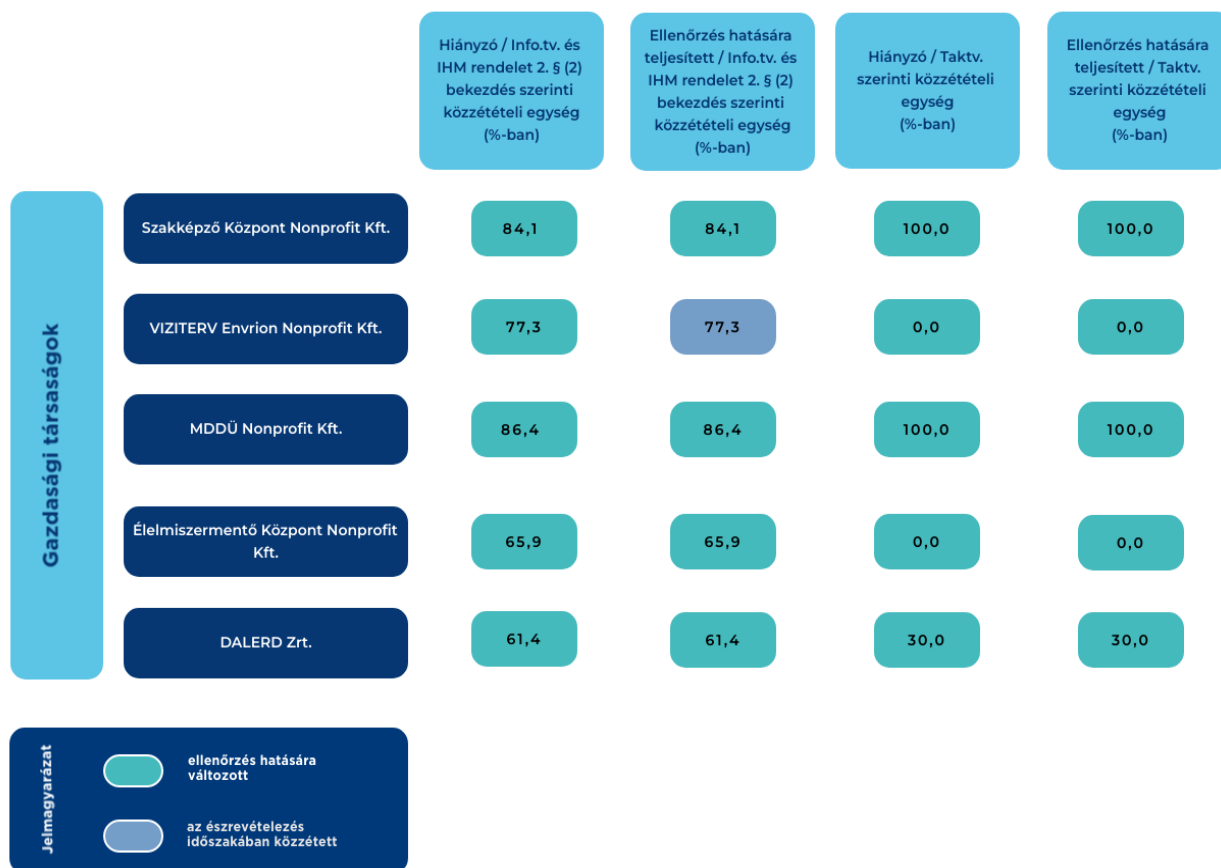 Hiányzó / Info.tv. és
IHM rendelet 2. § (2)
bekezdés szerinti
közzétételi egység
(%-ban)
Ellenőrzés hatására
teljesített / Info.tv. és
IHM rendelet 2. § (2)
bekezdés szerinti
közzétételi egység
(%-ban)
Hiányzó / Taktv.
szerinti közzétételi
egység
(%-ban)
Ellenőrzés hatására
teljesített / Taktv.
szerinti közzétételi
egység
(%-ban)
Gazdasági társaságok
Szakképző Központ Nonprofit Kft.
84,1
84,1
100,0
100,0
VIZITERV Envrion Nonprofit Kft.
77,3
77,3
0,0
0,0
MDDÜ Nonprofit Kft.
86,4
86,4
100,0
100,0
Élelmiszermentő Központ Nonprofit
Kft.
65,9
65,9
0,0
0,0
DALERD Zrt.
61,4
61,4
30,0
30,0
Jelmagyarázat
ellenőrzés hatására
változott
az észrevételezés
időszakában közzétett